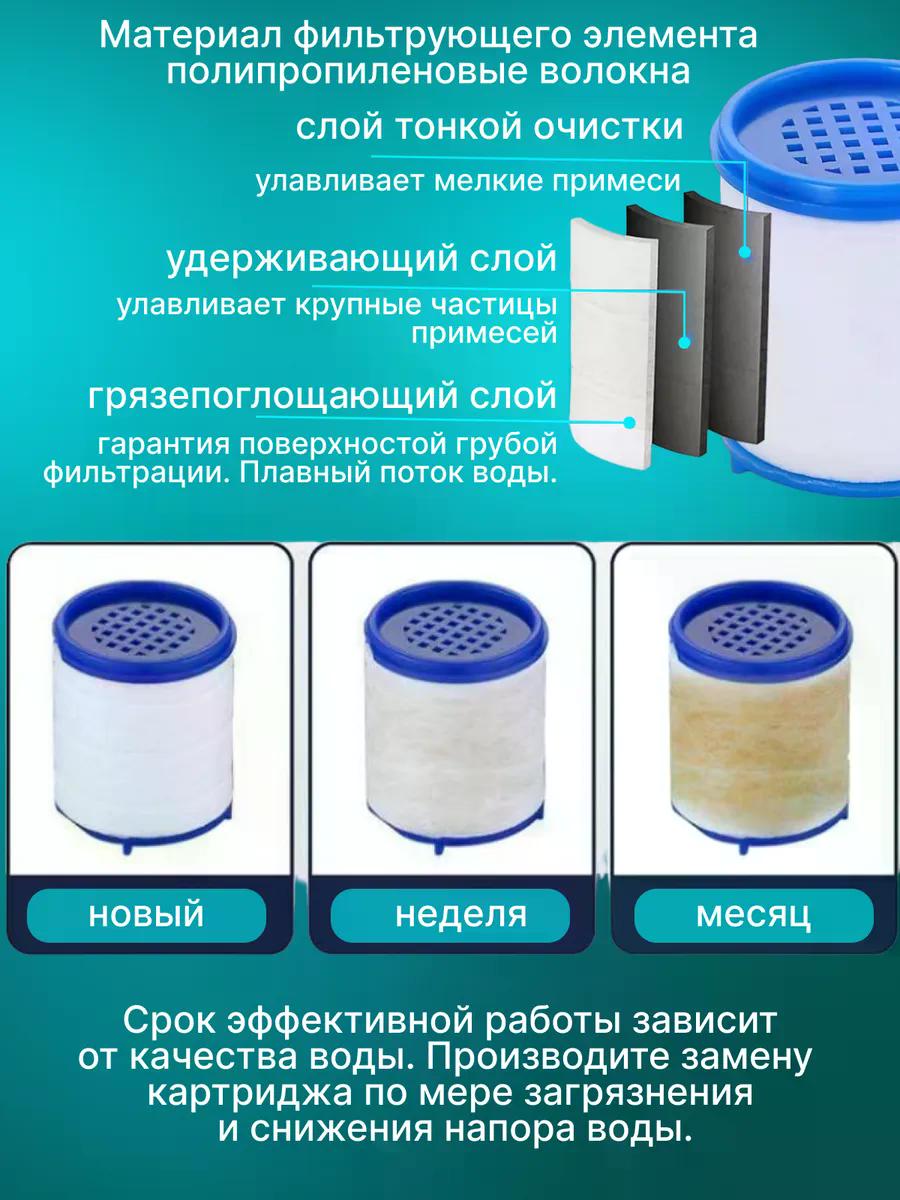 Материал фильтрующего элемента
полипропиленовые волокна
слой тонкой очистки
улавливает мелкие примеси
удерживающий слой
улавливает крупные частицы
примесей
грязепоглощающий слой
гарантия поверхностой грубой
фильтрации. Плавный поток воды.
новый
неделя
месяц
Срок эффективной работы зависит
от качества воды. Производите замену
картриджа по мере загрязнения
и снижения напора воды.